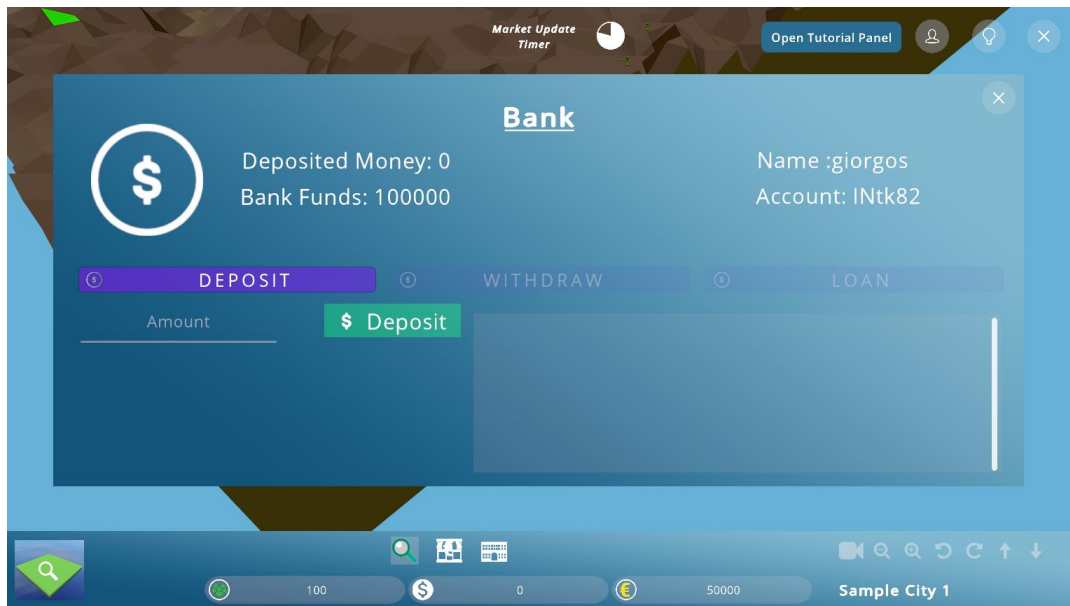 Market Update
Timer
Open Tutorial Panel
Bank
Deposited Money: 0
Name :giorgos
Bank Funds: 100000
Account: INtk82
DEPOSIT
WITHDRAW
LOAN
Amount
$ Deposit
100
0
50000
Sample City 1